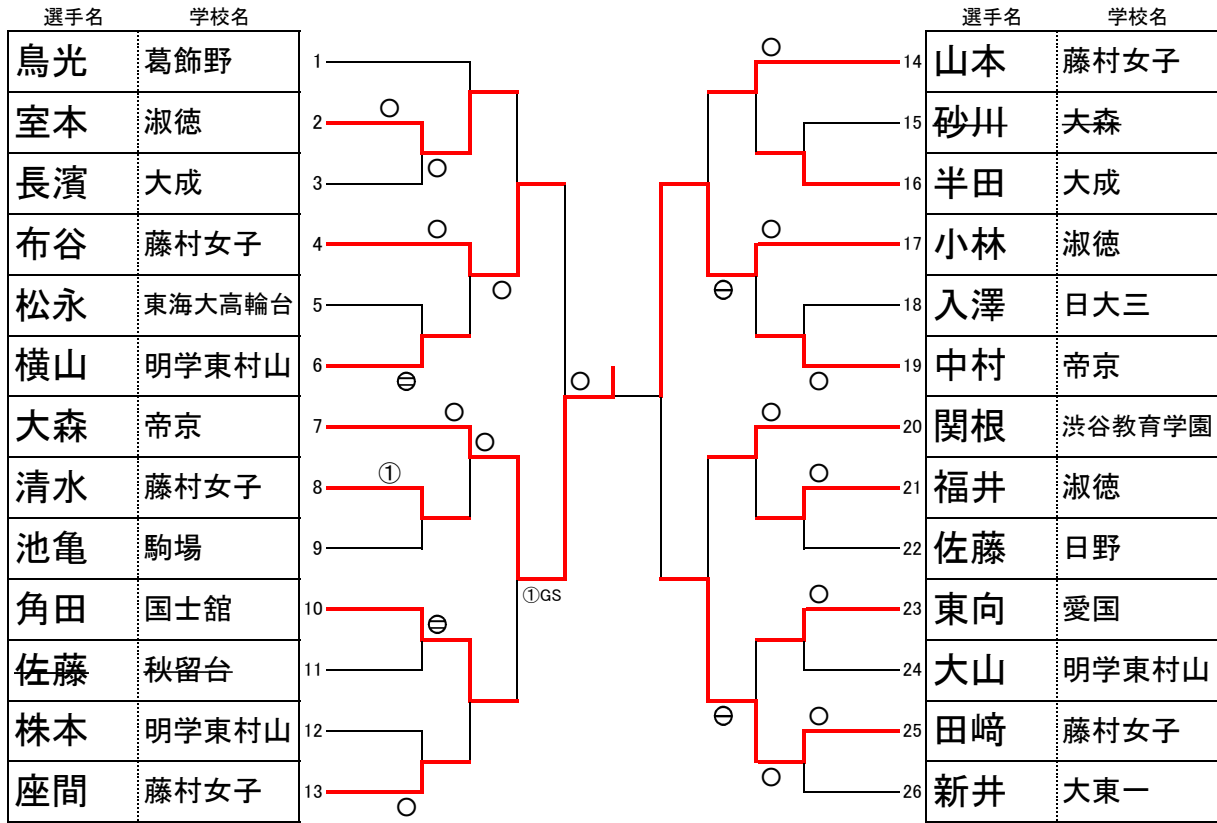 選手名 学校名 選手名 学校名
鳥光 葛飾野 1
室本 淑徳 2
長濱 大成 3
布谷 藤村女子 4
松永 東海大高輪台 5
横山 明学東村山 6
大森 帝京 7
清水 藤村女子 8 ①
池亀 駒場 9
①GS
角田 国士舘 10
佐藤 秋留台 11
株本 明学東村山 12
座間 藤村女子 13
14 山本 藤村女子
15 砂川 大森
16 半田 大成
17 小林 淑徳
18 入澤 日大三
19 中村 帝京
20 関根 渋谷教育学園
21 福井 淑徳
22 佐藤 日野
23 東向 愛国
24 大山 明学東村山
25 田﨑 藤村女子
26 新井 大東一